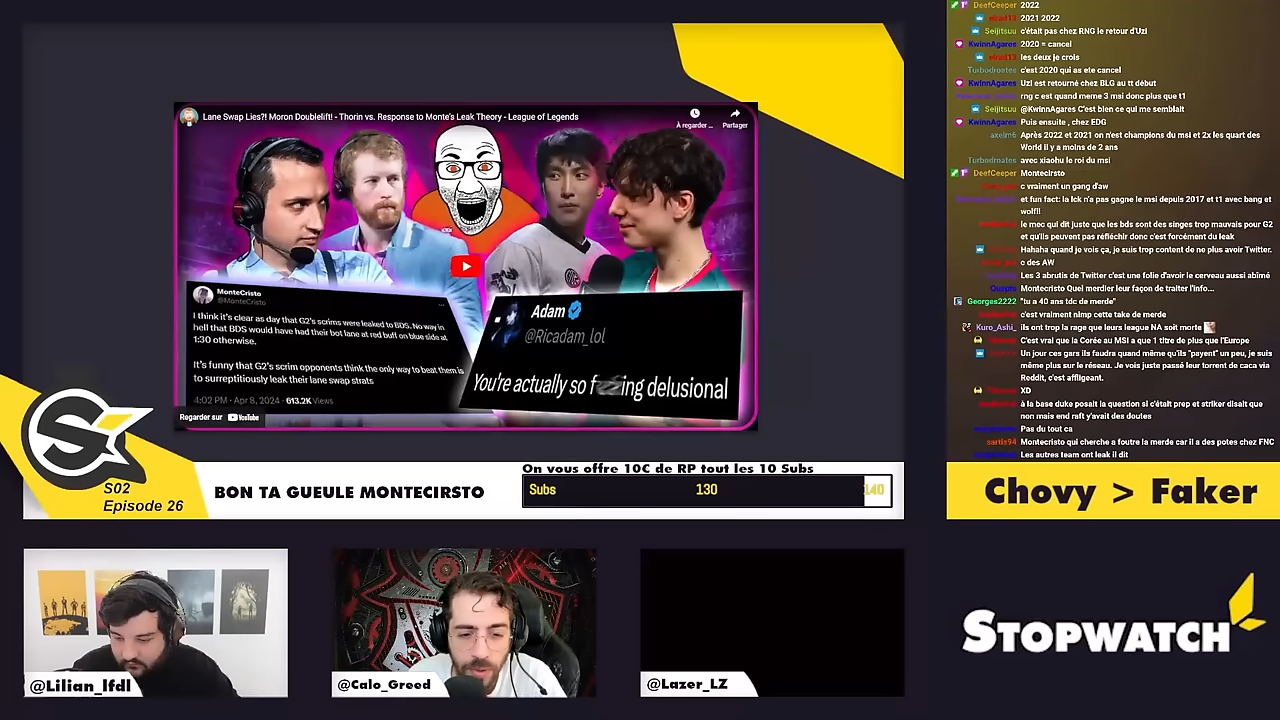 Lane Swap Lies?! Moron Doublelift! - Thorin vs. Response to Monte's Leak Theory - League of Legends
À regarder ...
Partager
MonteCristo
@MonteCristo
I think it's clear as day that G2's scrims were leaked to BDS. No way in
hell that BDS would have had their bot lane at red buff on blue side at
1:30 otherwise.
It's funny that G2's scrim opponents think the only way to beat them is
to surreptitiously leak their lane swap strats
4:02 PM · Apr 8, 2024 · 613.2K Views
Adam
@Ricadam_lol
You're actually so f ing delusional
Regarder sur YouTube
S02
Episode 26
BON TA GUEULE MONTECIRSTO
On vous offre 10€ de RP tout les 10 Subs
Subs
130
140
@Lilian_lfdl
@Calo_Greed
@Lazer_LZ
DeefCeeper 2022
elrad13 2021 2022
Seijitsuu c'était pas chez RNG le retour d'Uzi
KwinnAgares 2020 = cancel
elrad13 les deux je crois
Turbodroates c'est 2020 qui as ete cancel
KwinnAgares Uzi est retourné chez BLG au tt début
rng c est quand meme 3 msi donc plus que t1
Seijitsuu @KwinnAgares C'est bien ce qui me semblait
KwinnAgares Puis ensuite , chez EDG
axelm6 Après 2022 et 2021 on n'est champions du msi et 2x les quart des
World il y a moins de 2 ans
Turbodroates avec xiaohu le roi du msi
DeefCeeper Montecirsto
c vraiment un gang d'aw
et fun fact: la lck n'a pas gagne le msi depuis 2017 et t1 avec bang et
wolf!!
le moc qui dit juste que les bds sont des singes trop mauvais pour G2
et qu'ils peuvent pas réfléchir donc c'est forcément du leak
Hahaha quand je vois ça, je suis trop content de ne plus avoir Twitter.
c des AW
Les 3 abrutis de Twitter c'est une folie d'avoir le cerveau aussi abîmé
Montecristo Quel merdier leur façon de traiter l'info...
Georges2222 "tu a 40 ans tdc de merde"
c'est vraiment nimp cette take de merde
Kuro_Ashi_ ils ont trop la rage que leurs league NA soit morte
C'est vrai que la Corée au MSI a que 1 titre de plus que l'Europe
Un jour ces gars ils faudra quand même qu'ils "payent" un peu, je suis
même plus sur le réseau. Je vois juste passé leur torrent de caca via
Reddit, c'est affligeant.
XD
à la base duke posait la question si c'était prep et striker disait que
non mais end raft y'avait des doutes
Pas du tout ca
sartis94 Montecristo qui cherche a foutre la merde car il a des potes chez FNC
Les autres team ont leak il dit
Chovy > Faker
STOPWATCH